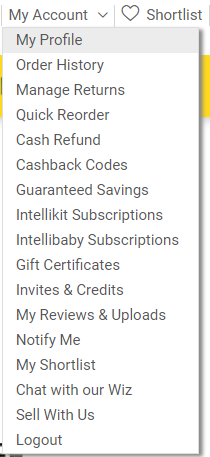 My Account Shortlist
My Profile
Order History
Manage Returns
Quick Reorder
Cash Refund
Cashback Codes
Guaranteed Savings
Intellikit Subscriptions
Intellibaby Subscriptions
Gift Certificates
Invites & Credits
My Reviews & Uploads
Notify Me
My Shortlist
Chat with our Wiz
Sell With Us
Logout